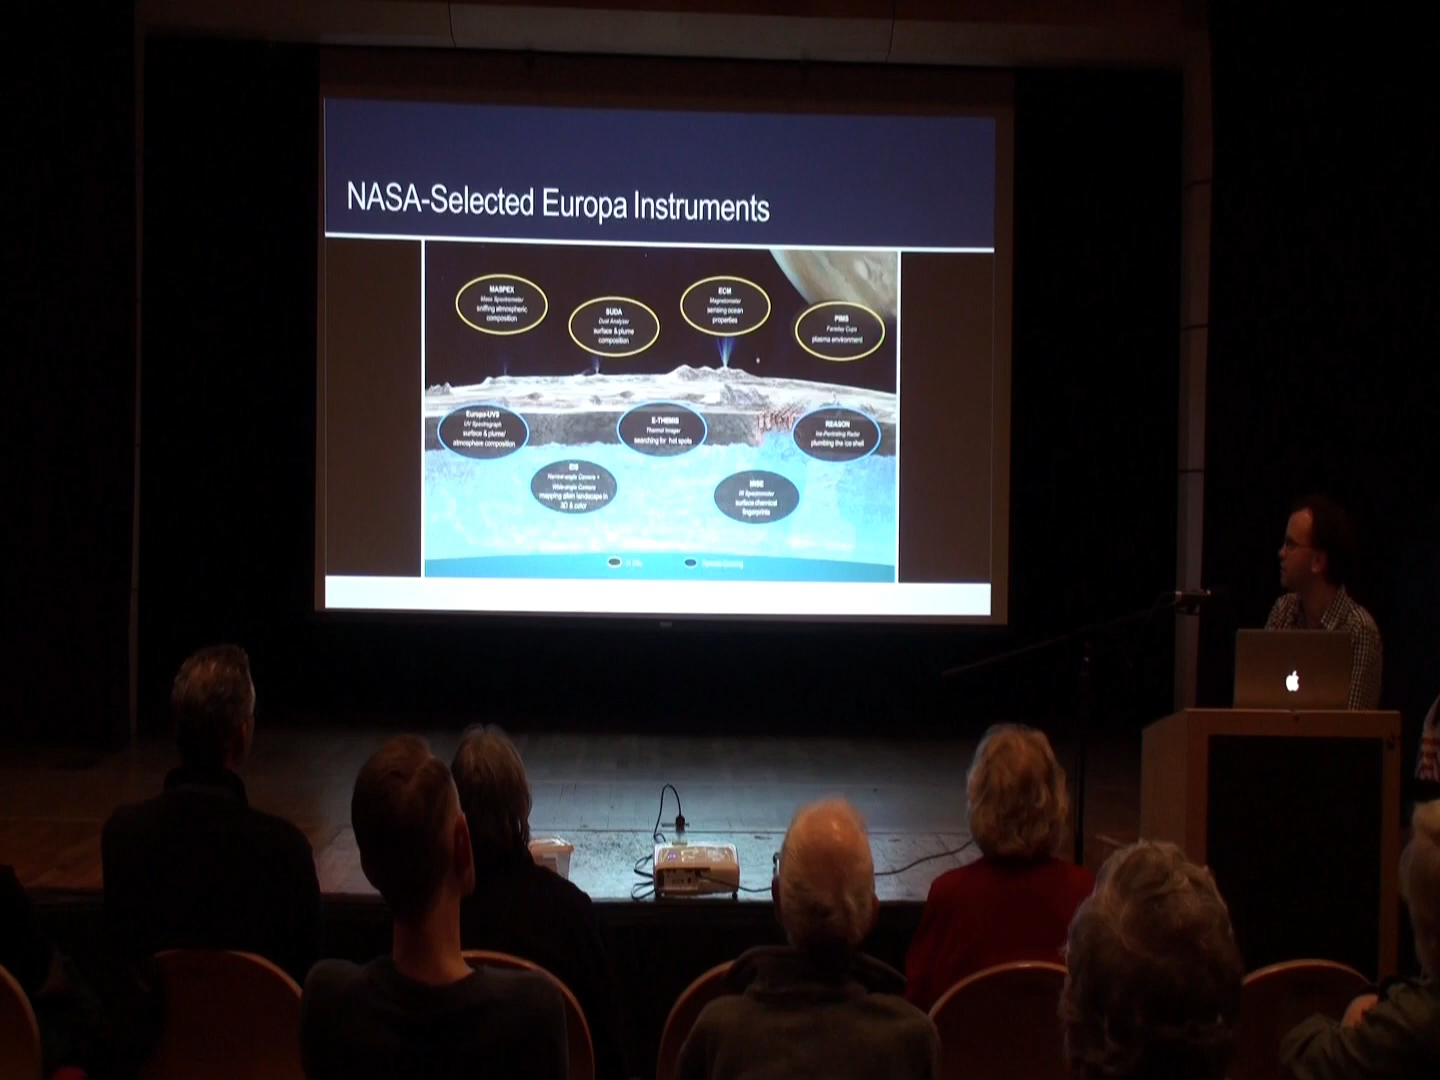 NASA-Selected Europa Instruments
MASPEX
Mass Spectrometer
sniffing atmospheric
composition
SUDA
Dust Analyzer
surface & plume
composition
ECM
Magnetometer
sensing ocean
properties
PIMS
Faraday Cups
plasma environment
Europa-UVS
UV Spectrograph
surface & plume/
atmosphere composition
E-THEMIS
Thermal Imager
searching for hot spots
REASON
Ice-Penetrating Radar
plumbing the ice shell
EIS
Narrow-angle Camera +
Wide-angle Camera
mapping alien landscape in
3D & color
MISE
IR Spectrometer
surface chemical
fingerprints
Remote Sensing